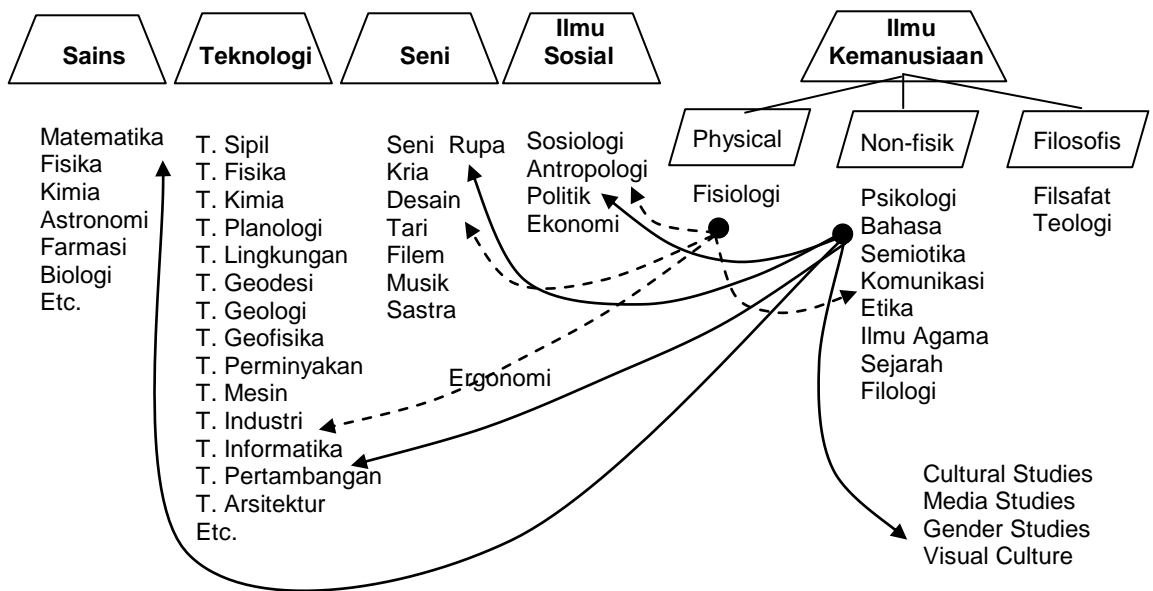 Sains
Teknologi
Seni
Ilmu
Sosial
Ilmu
Kemanusiaan
Physical
Non-fisik
Filosofis
Matematika
Fisika
Kimia
Astronomi
Farmasi
Biologi
Etc.
T. Sipil
T. Fisika
T. Kimia
T. Planologi
T. Lingkungan
T. Geodesi
T. Geologi
T. Geofisika
T. Perminyakan
T. Mesin
T. Industri
T. Informatika
T. Pertambangan
T. Arsitektur
Etc.
Seni Rupa
Kria
Desain
Tari
Filem
Musik
Sastra
Ergonomi
Sosiologi
Antropologi
Politik
Ekonomi
Fisiologi
Psikologi
Bahasa
Semiotika
Komunikasi
Etika
Ilmu Agama
Sejarah
Filologi
Filsafat
Teologi
Cultural Studies
Media Studies
Gender Studies
Visual Culture